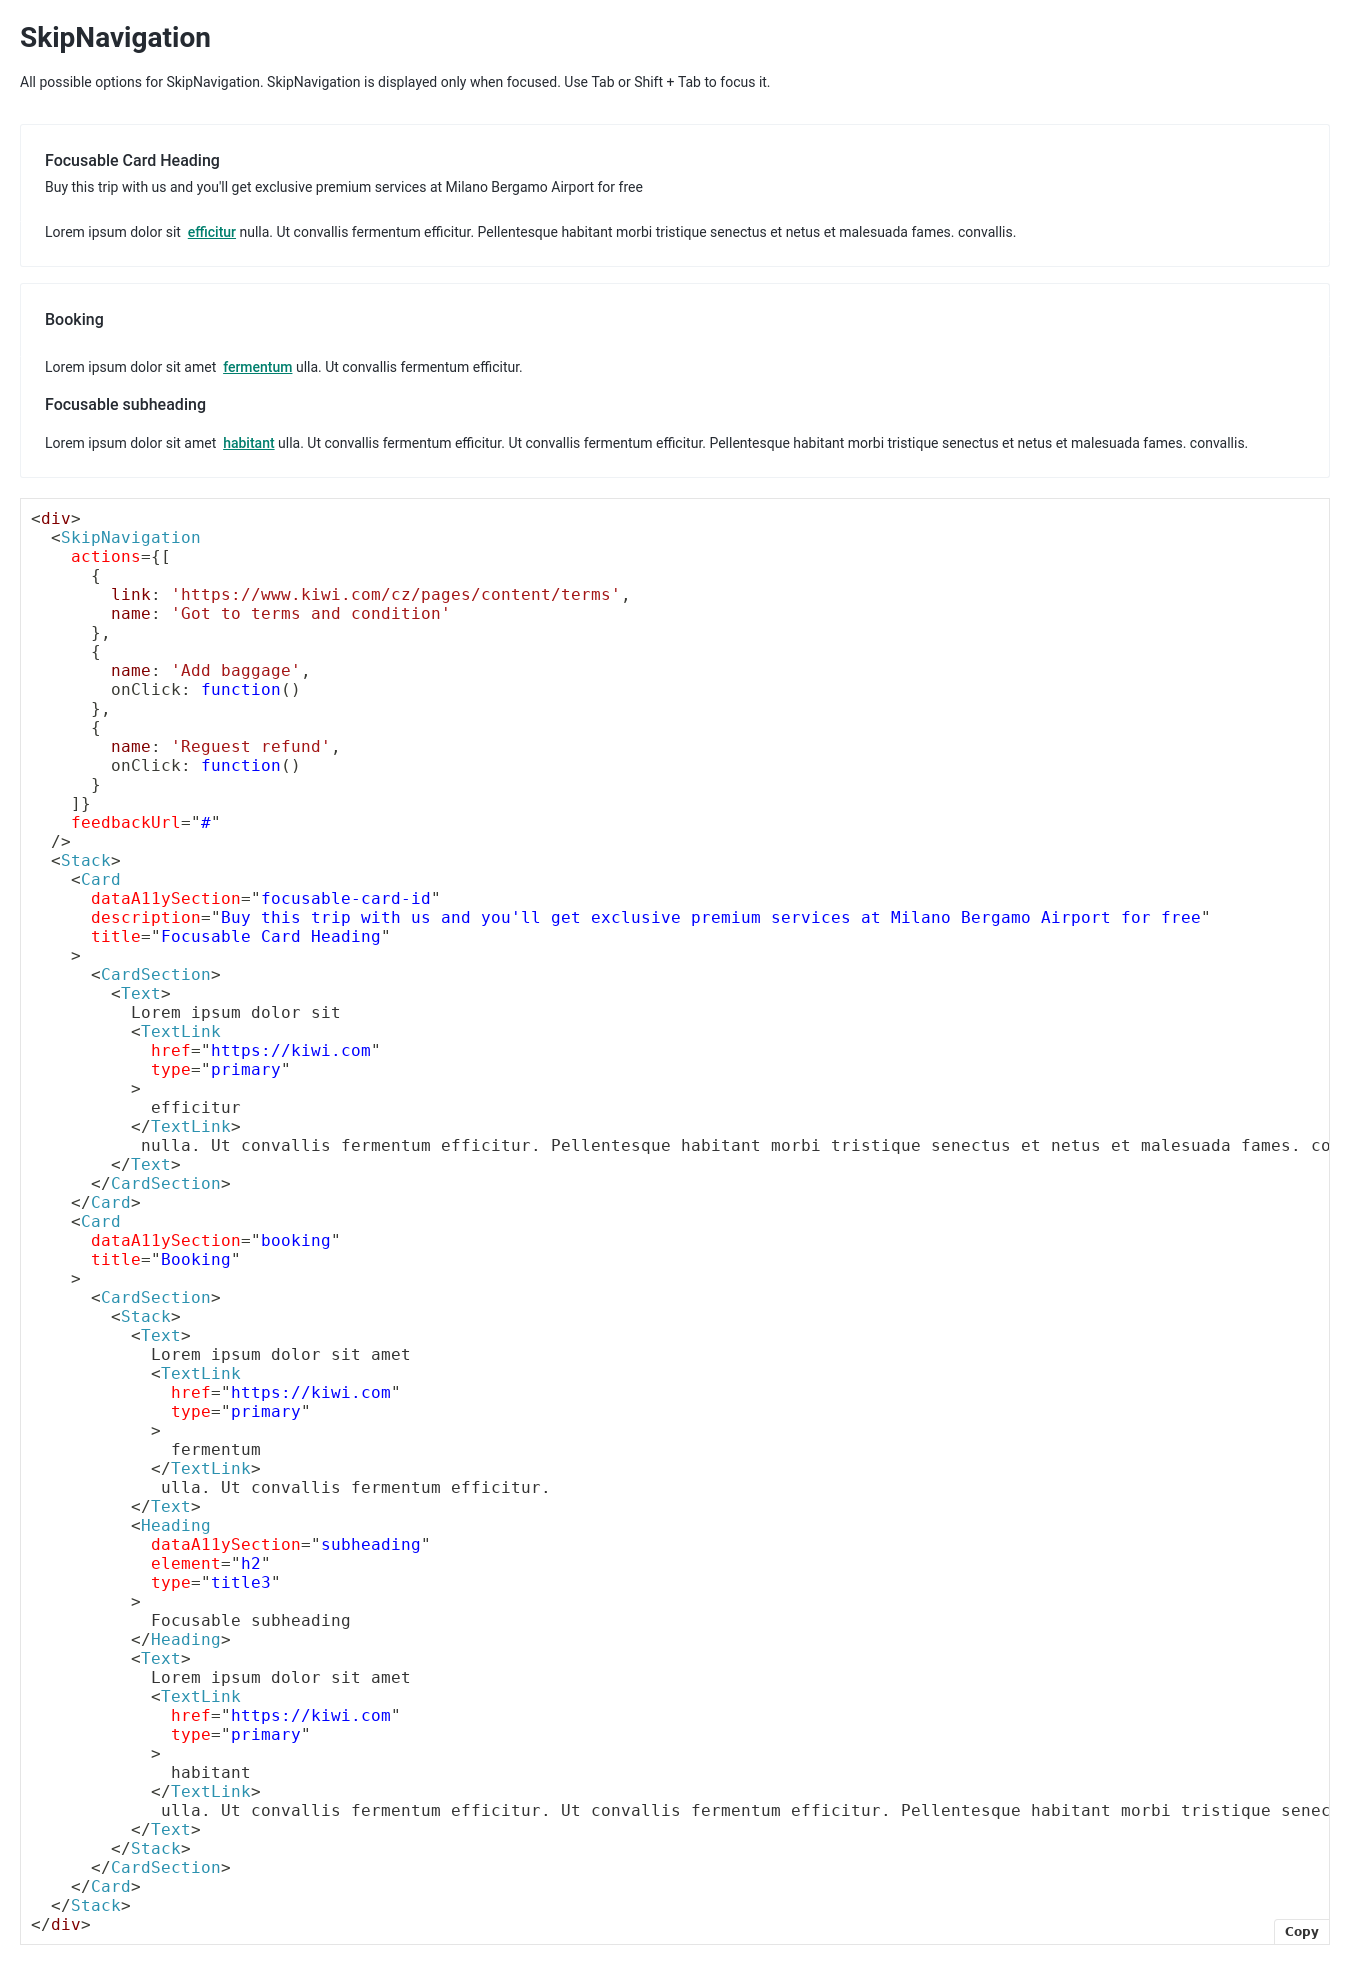 SkipNavigation
All possible options for SkipNavigation. SkipNavigation is displayed only when focused. Use Tab or Shift + Tab to focus it.
Focusable Card Heading
Buy this trip with us and you'll get exclusive premium services at Milano Bergamo Airport for free
Lorem ipsum dolor sit efficitur nulla. Ut convallis fermentum efficitur. Pellentesque habitant morbi tristique senectus et netus et malesuada fames. convallis.
Booking
Lorem ipsum dolor sit amet fermentum ulla. Ut convallis fermentum efficitur.
Focusable subheading
Lorem ipsum dolor sit amet habitant ulla. Ut convallis fermentum efficitur. Ut convallis fermentum efficitur. Pellentesque habitant morbi tristique senectus et netus et malesuada fames. convallis.
<div>
  <SkipNavigation
    actions={[
      {
        link: 'https://www.kiwi.com/cz/pages/content/terms',
        name: 'Got to terms and condition'
      },
      {
        name: 'Add baggage',
        onClick: function()
      },
      {
        name: 'Reguest refund',
        onClick: function()
      }
    ]}
    feedbackUrl="#"
  />
  <Stack>
    <Card
      dataA11ySection="focusable-card-id"
      description="Buy this trip with us and you'll get exclusive premium services at Milano Bergamo Airport for free"
      title="Focusable Card Heading"
    >
      <CardSection>
        <Text>
          Lorem ipsum dolor sit
          <TextLink
            href="https://kiwi.com"
            type="primary"
          >
            efficitur
          </TextLink>
           nulla. Ut convallis fermentum efficitur. Pellentesque habitant morbi tristique senectus et netus et malesuada fames. co
        </Text>
      </CardSection>
    </Card>
    <Card
      dataA11ySection="booking"
      title="Booking"
    >
      <CardSection>
        <Stack>
          <Text>
            Lorem ipsum dolor sit amet
            <TextLink
              href="https://kiwi.com"
              type="primary"
            >
              fermentum
            </TextLink>
             ulla. Ut convallis fermentum efficitur.
          </Text>
          <Heading
            dataA11ySection="subheading"
            element="h2"
            type="title3"
          >
            Focusable subheading
          </Heading>
          <Text>
            Lorem ipsum dolor sit amet
            <TextLink
              href="https://kiwi.com"
              type="primary"
            >
              habitant
            </TextLink>
             ulla. Ut convallis fermentum efficitur. Ut convallis fermentum efficitur. Pellentesque habitant morbi tristique senec
          </Text>
        </Stack>
      </CardSection>
    </Card>
  </Stack>
</div>
Copy